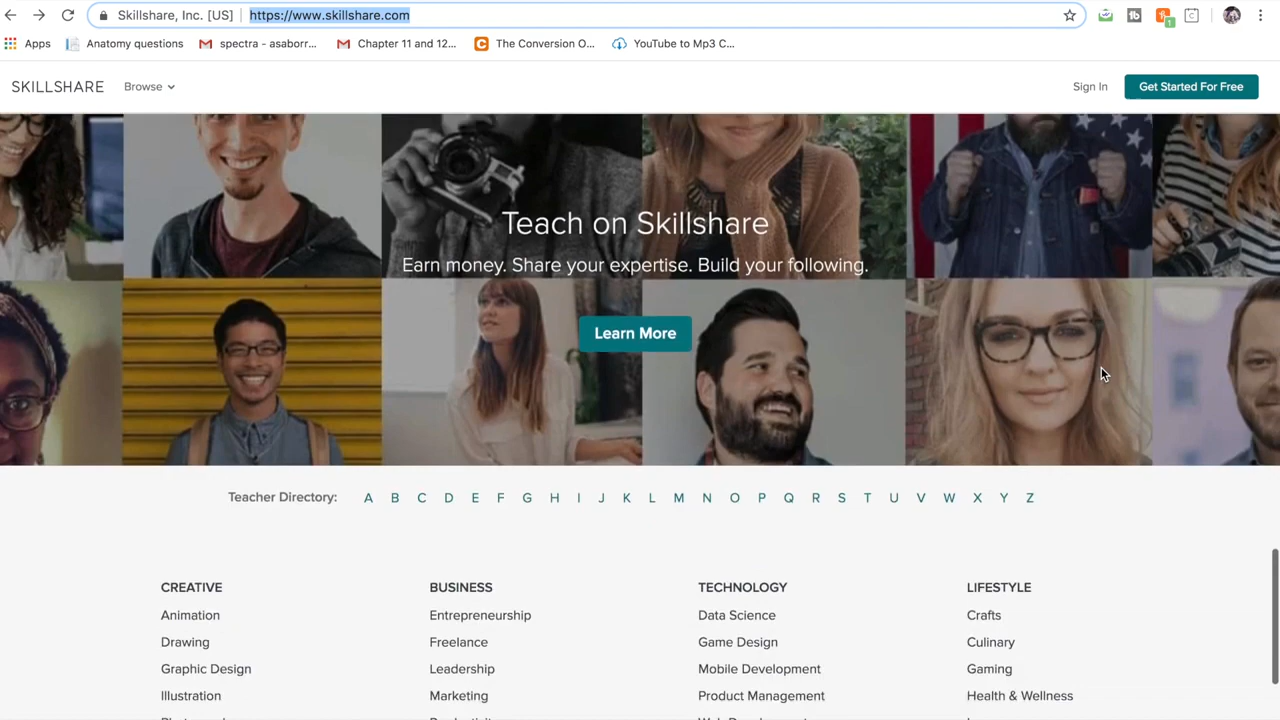 Skillshare, Inc. [US] https://www.skillshare.com
1
Apps Anatomy questions spectra - asaborr... Chapter 11 and 12... The Conversion O... YouTube to Mp3 C...
SKILLSHARE Browse Sign In Get Started For Free
Teach on Skillshare
Earn money. Share your expertise. Build your following.
Learn More
Teacher Directory: A B C D E F G H I J K L M N O P Q R S T U V W X Y Z
CREATIVE BUSINESS TECHNOLOGY LIFESTYLE
Animation Entrepreneurship Data Science Crafts
Drawing Freelance Game Design Culinary
Graphic Design Leadership Mobile Development Gaming
Illustration Marketing Product Management Health & Wellness